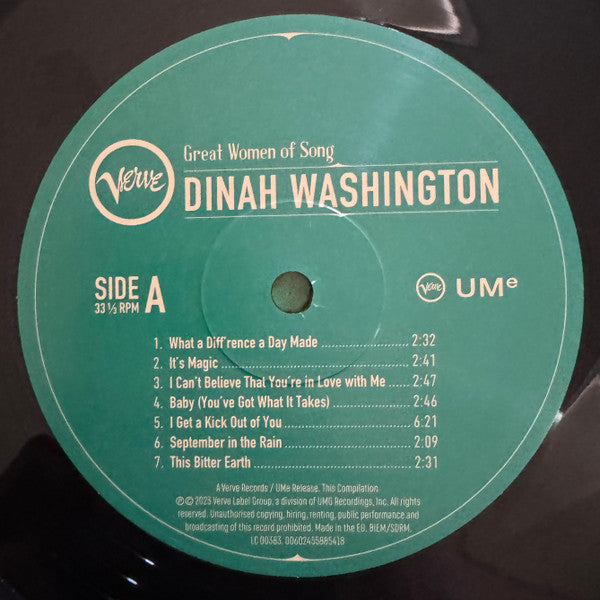 Great Women of Song
Verve
DINAH WASHINGTON
SIDE A
33 ⅓ RPM
Verve UMe
1. What a Diff'rence a Day Made 2:32
2. It's Magic 2:41
3. I Can't Believe That You're in Love with Me 2:47
4. Baby (You've Got What It Takes) 2:46
5. I Get a Kick Out of You 6:21
6. September in the Rain 2:09
7. This Bitter Earth 2:31
A Verve Records / UMe Release. This Compilation
℗© 2023 Verve Label Group, a division of UMG Recordings, Inc. All rights
reserved. Unauthorised copying, hiring, renting, public performance and
broadcasting of this record prohibited. Made in the EU. BIEM/SDRM.
LC 00383. 00602455885418